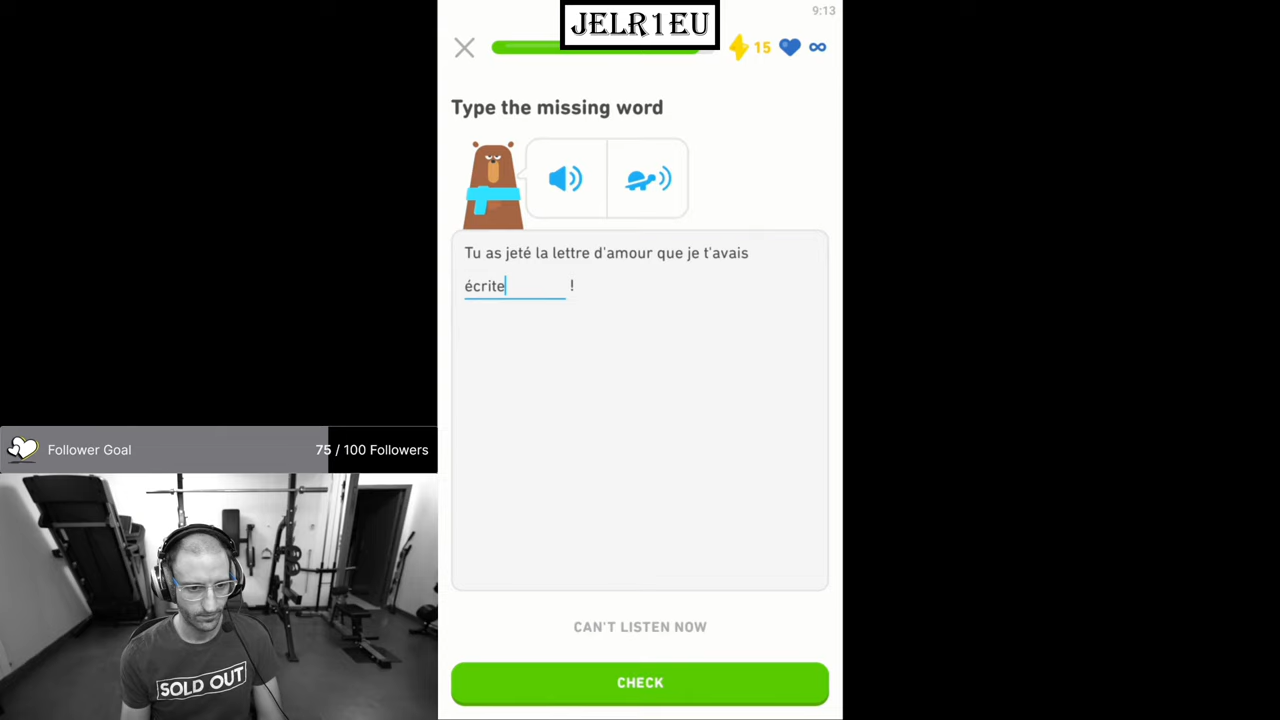 JELR1EU
9:13
15
Type the missing word
Tu as jeté la lettre d'amour que je t'avais
écrite !
CAN'T LISTEN NOW
CHECK
Follower Goal 75 / 100 Followers
SOLD OUT